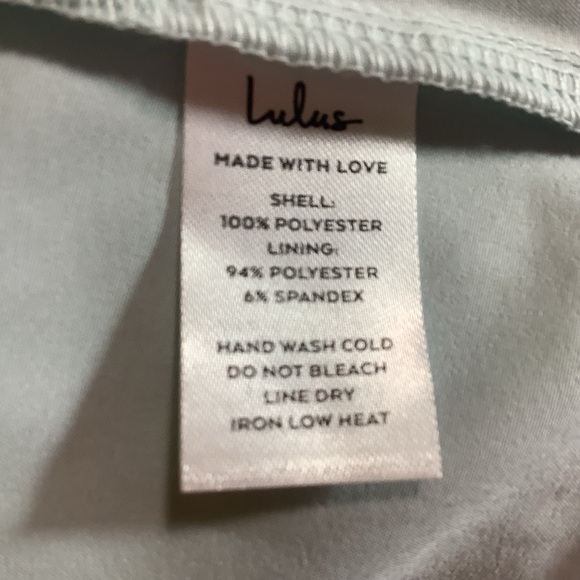 Lulus
MADE WITH LOVE
SHELL:
100% POLYESTER
LINING:
94% POLYESTER
6% SPANDEX
HAND WASH COLD
DO NOT BLEACH
LINE DRY
IRON LOW HEAT